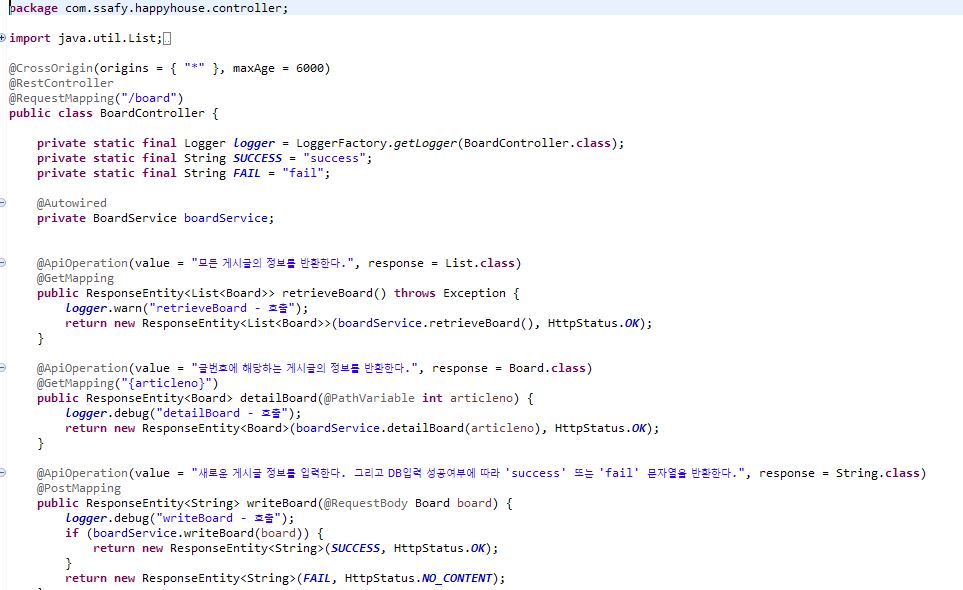 package com.ssafy.happyhouse.controller;
import java.util.List;
@CrossOrigin(origins = { "*" }, maxAge = 6000)
@RestController
@RequestMapping("/board")
public class BoardController {
    private static final Logger logger = LoggerFactory.getLogger(BoardController.class);
    private static final String SUCCESS = "success";
    private static final String FAIL = "fail";
    @Autowired
    private BoardService boardService;
    @ApiOperation(value = "모든 게시글의 정보를 반환한다.", response = List.class)
    @GetMapping
    public ResponseEntity<List<Board>> retrieveBoard() throws Exception {
        logger.warn("retrieveBoard - 호출");
        return new ResponseEntity<List<Board>>(boardService.retrieveBoard(), HttpStatus.OK);
    }
    @ApiOperation(value = "글번호에 해당하는 게시글의 정보를 반환한다.", response = Board.class)
    @GetMapping("{articleno}")
    public ResponseEntity<Board> detailBoard(@PathVariable int articleno) {
        logger.debug("detailBoard - 호출");
        return new ResponseEntity<Board>(boardService.detailBoard(articleno), HttpStatus.OK);
    }
    @ApiOperation(value = "새로운 게시글 정보를 입력한다. 그리고 DB입력 성공여부에 따라 'success' 또는 'fail' 문자열을 반환한다.", response = String.class)
    @PostMapping
    public ResponseEntity<String> writeBoard(@RequestBody Board board) {
        logger.debug("writeBoard - 호출");
        if (boardService.writeBoard(board)) {
            return new ResponseEntity<String>(SUCCESS, HttpStatus.OK);
        }
        return new ResponseEntity<String>(FAIL, HttpStatus.NO_CONTENT);